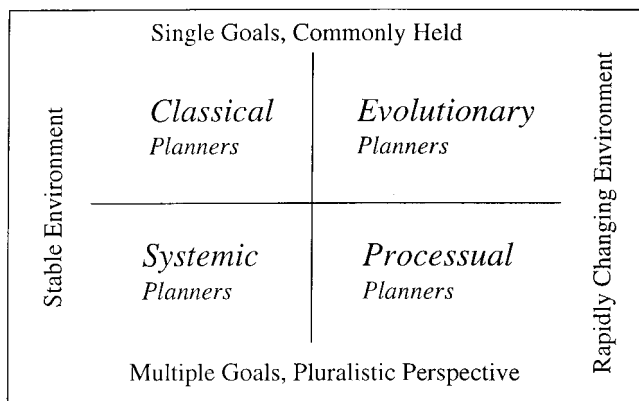 Single Goals, Commonly Held
Stable Environment
Classical
Planners
Evolutionary
Planners
Systemic
Planners
Processual
Planners
Rapidly Changing Environment
Multiple Goals, Pluralistic Perspective